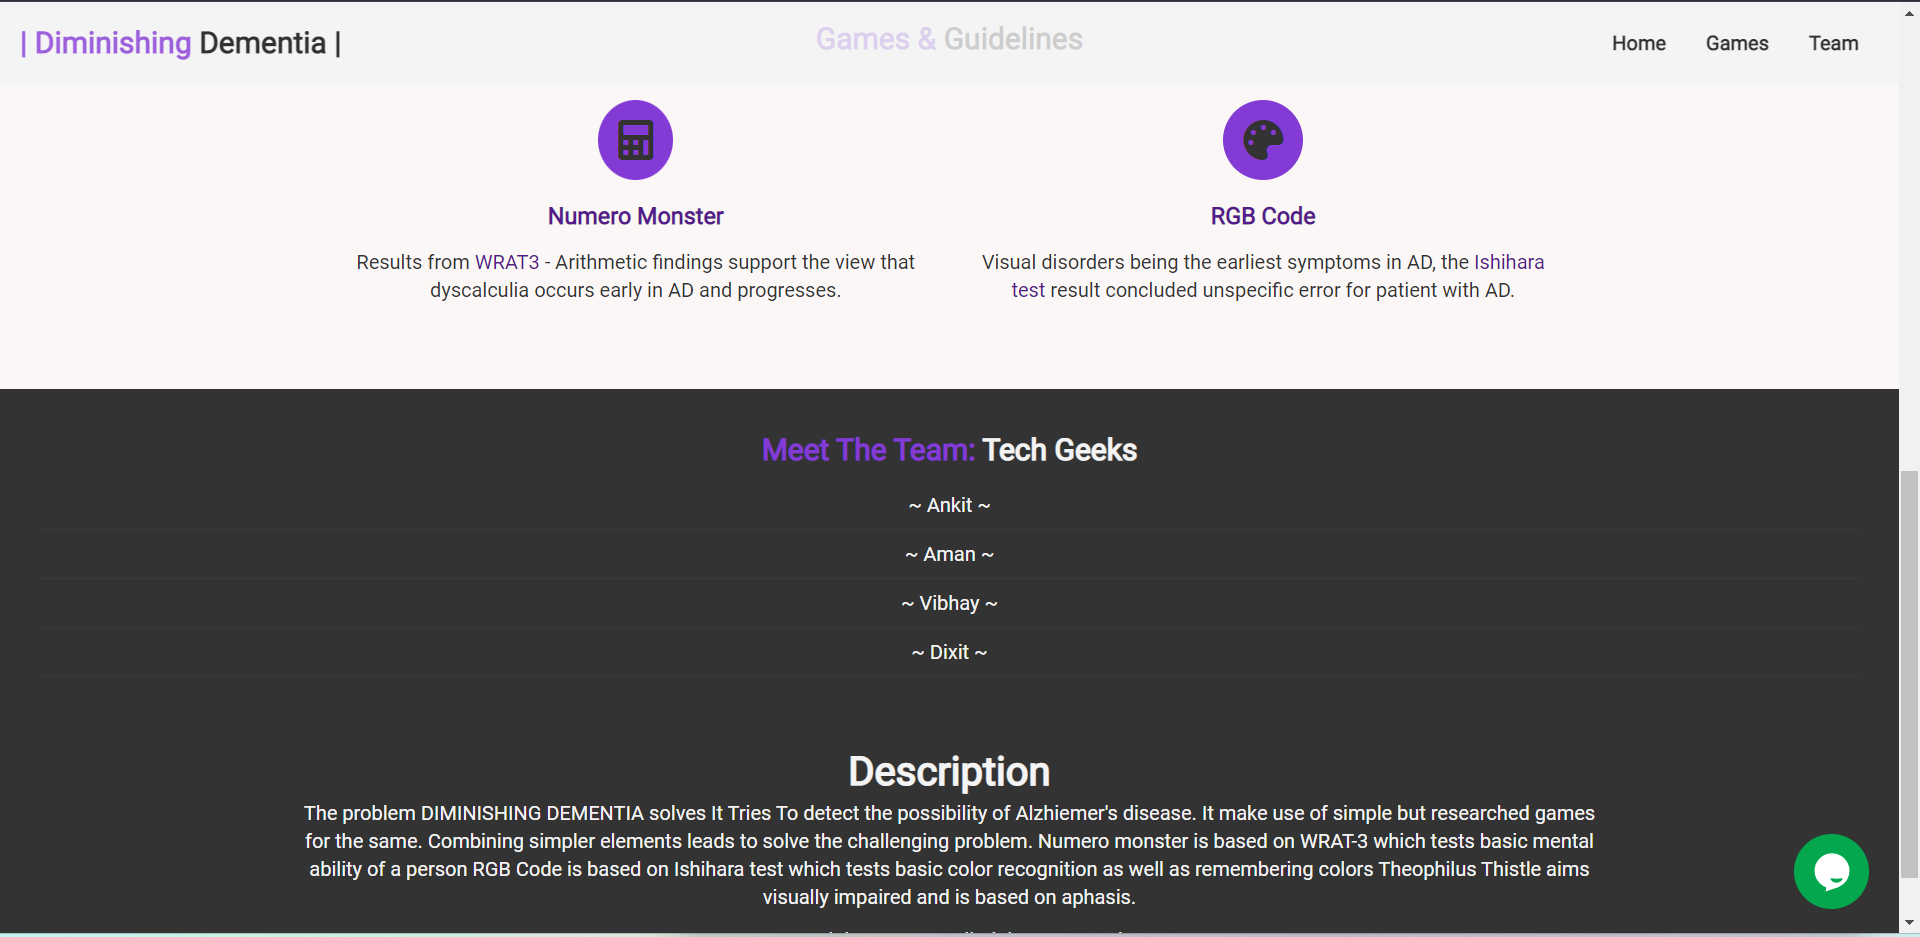 | Diminishing Dementia |
Games & Guidelines
Home Games Team
Numero Monster
Results from WRAT3 - Arithmetic findings support the view that
dyscalculia occurs early in AD and progresses.
RGB Code
Visual disorders being the earliest symptoms in AD, the Ishihara
test result concluded unspecific error for patient with AD.
Meet The Team: Tech Geeks
~ Ankit ~
~ Aman ~
~ Vibhay ~
~ Dixit ~
Description
The problem DIMINISHING DEMENTIA solves It Tries To detect the possibility of Alzhiemer's disease. It make use of simple but researched games
for the same. Combining simpler elements leads to solve the challenging problem. Numero monster is based on WRAT-3 which tests basic mental
ability of a person RGB Code is based on Ishihara test which tests basic color recognition as well as remembering colors Theophilus Thistle aims
visually impaired and is based on aphasis.